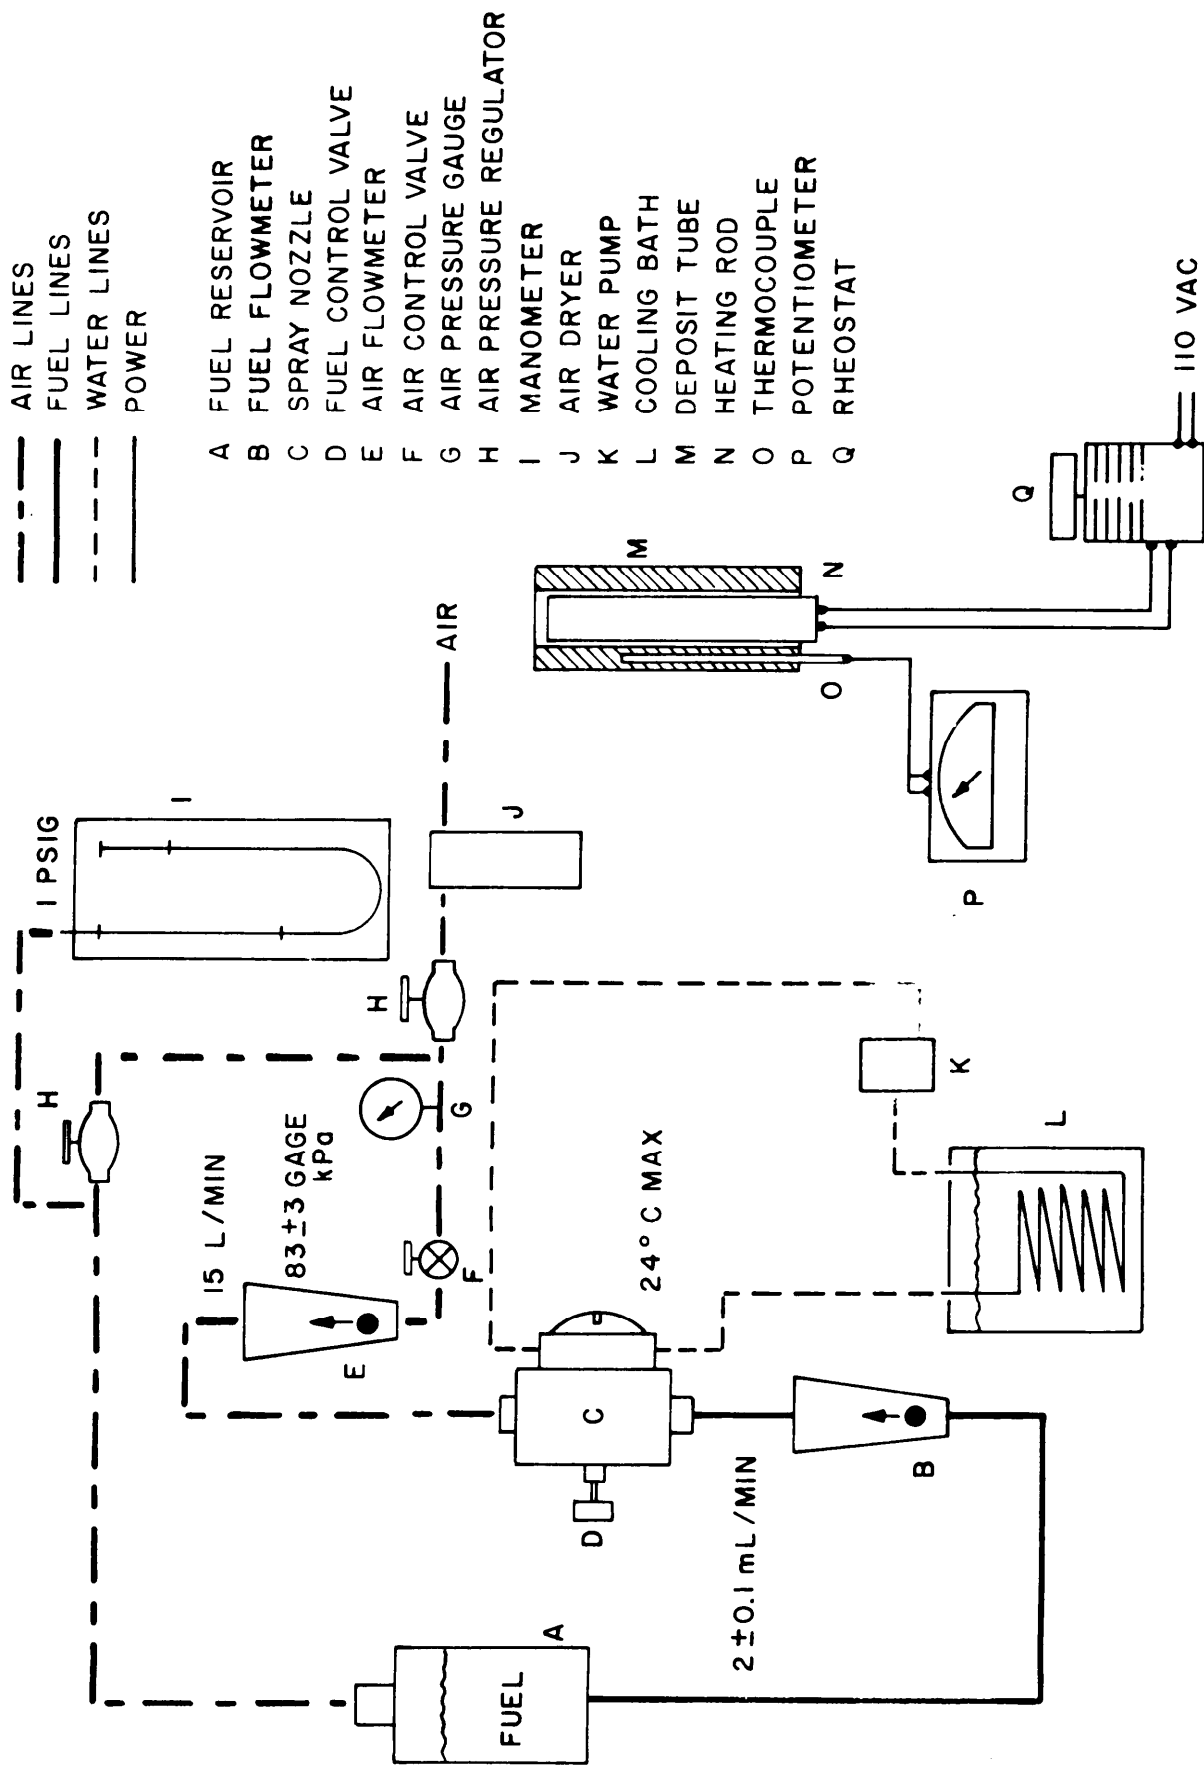 AIR LINES
FUEL LINES
WATER LINES
POWER
A FUEL RESERVOIR
B FUEL FLOWMETER
C SPRAY NOZZLE
D FUEL CONTROL VALVE
E AIR FLOWMETER
F AIR CONTROL VALVE
G AIR PRESSURE GAUGE
H AIR PRESSURE REGULATOR
I MANOMETER
J AIR DRYER
K WATER PUMP
L COOLING BATH
M DEPOSIT TUBE
N HEATING ROD
O THERMOCOUPLE
P POTENTIOMETER
Q RHEOSTAT
I PSIG
I
H
15 L/MIN
83±3 GAGE
kPa
E
F
G
H
J
AIR
A
FUEL
D
C
24° C MAX
2±0.1 mL/MIN
B
L
K
M
N
O
P
Q
110 VAC